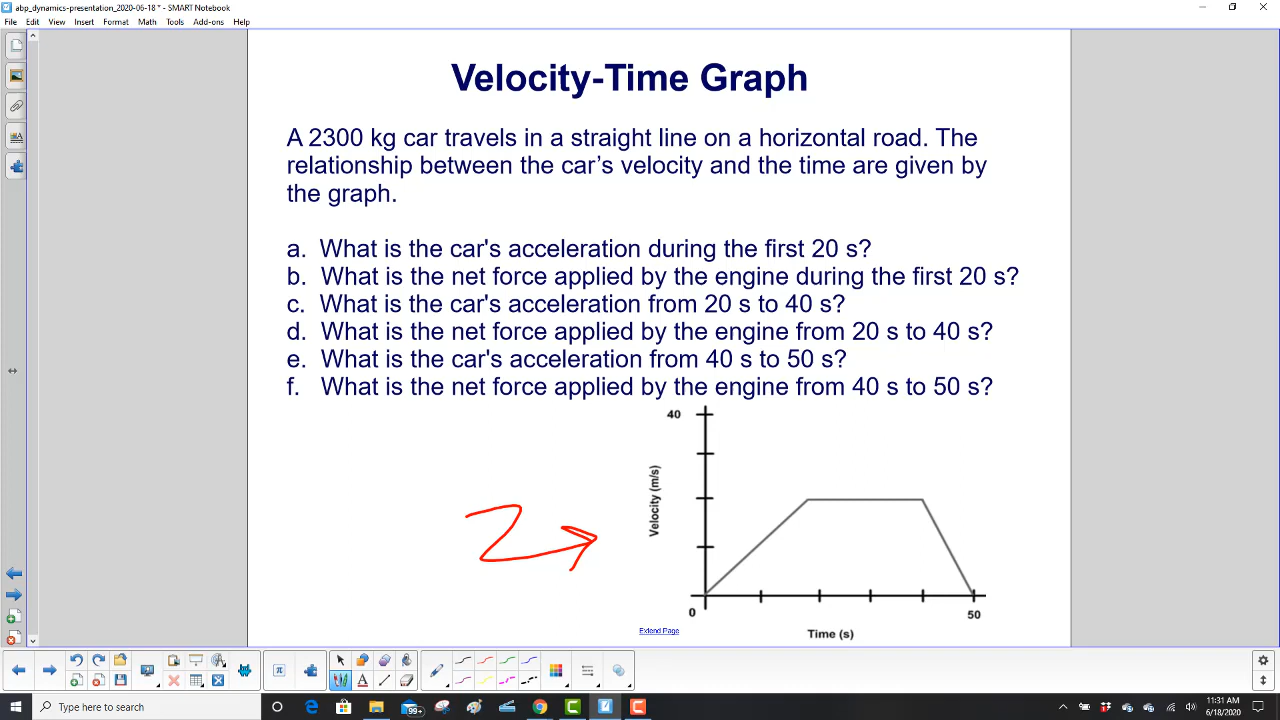 abp_dynamics-presentation_2020-06-18 * - SMART Notebook
File Edit View Insert Format Math Tools Add-ons Help
Velocity-Time Graph
A 2300 kg car travels in a straight line on a horizontal road. The
relationship between the car's velocity and the time are given by
the graph.
a. What is the car's acceleration during the first 20 s?
b. What is the net force applied by the engine during the first 20 s?
c. What is the car's acceleration from 20 s to 40 s?
d. What is the net force applied by the engine from 20 s to 40 s?
e. What is the car's acceleration from 40 s to 50 s?
f. What is the net force applied by the engine from 40 s to 50 s?
40
Velocity (m/s)
0
50
Time (s)
Extend Page
Type here to search
99+
11:31 AM
6/18/2020